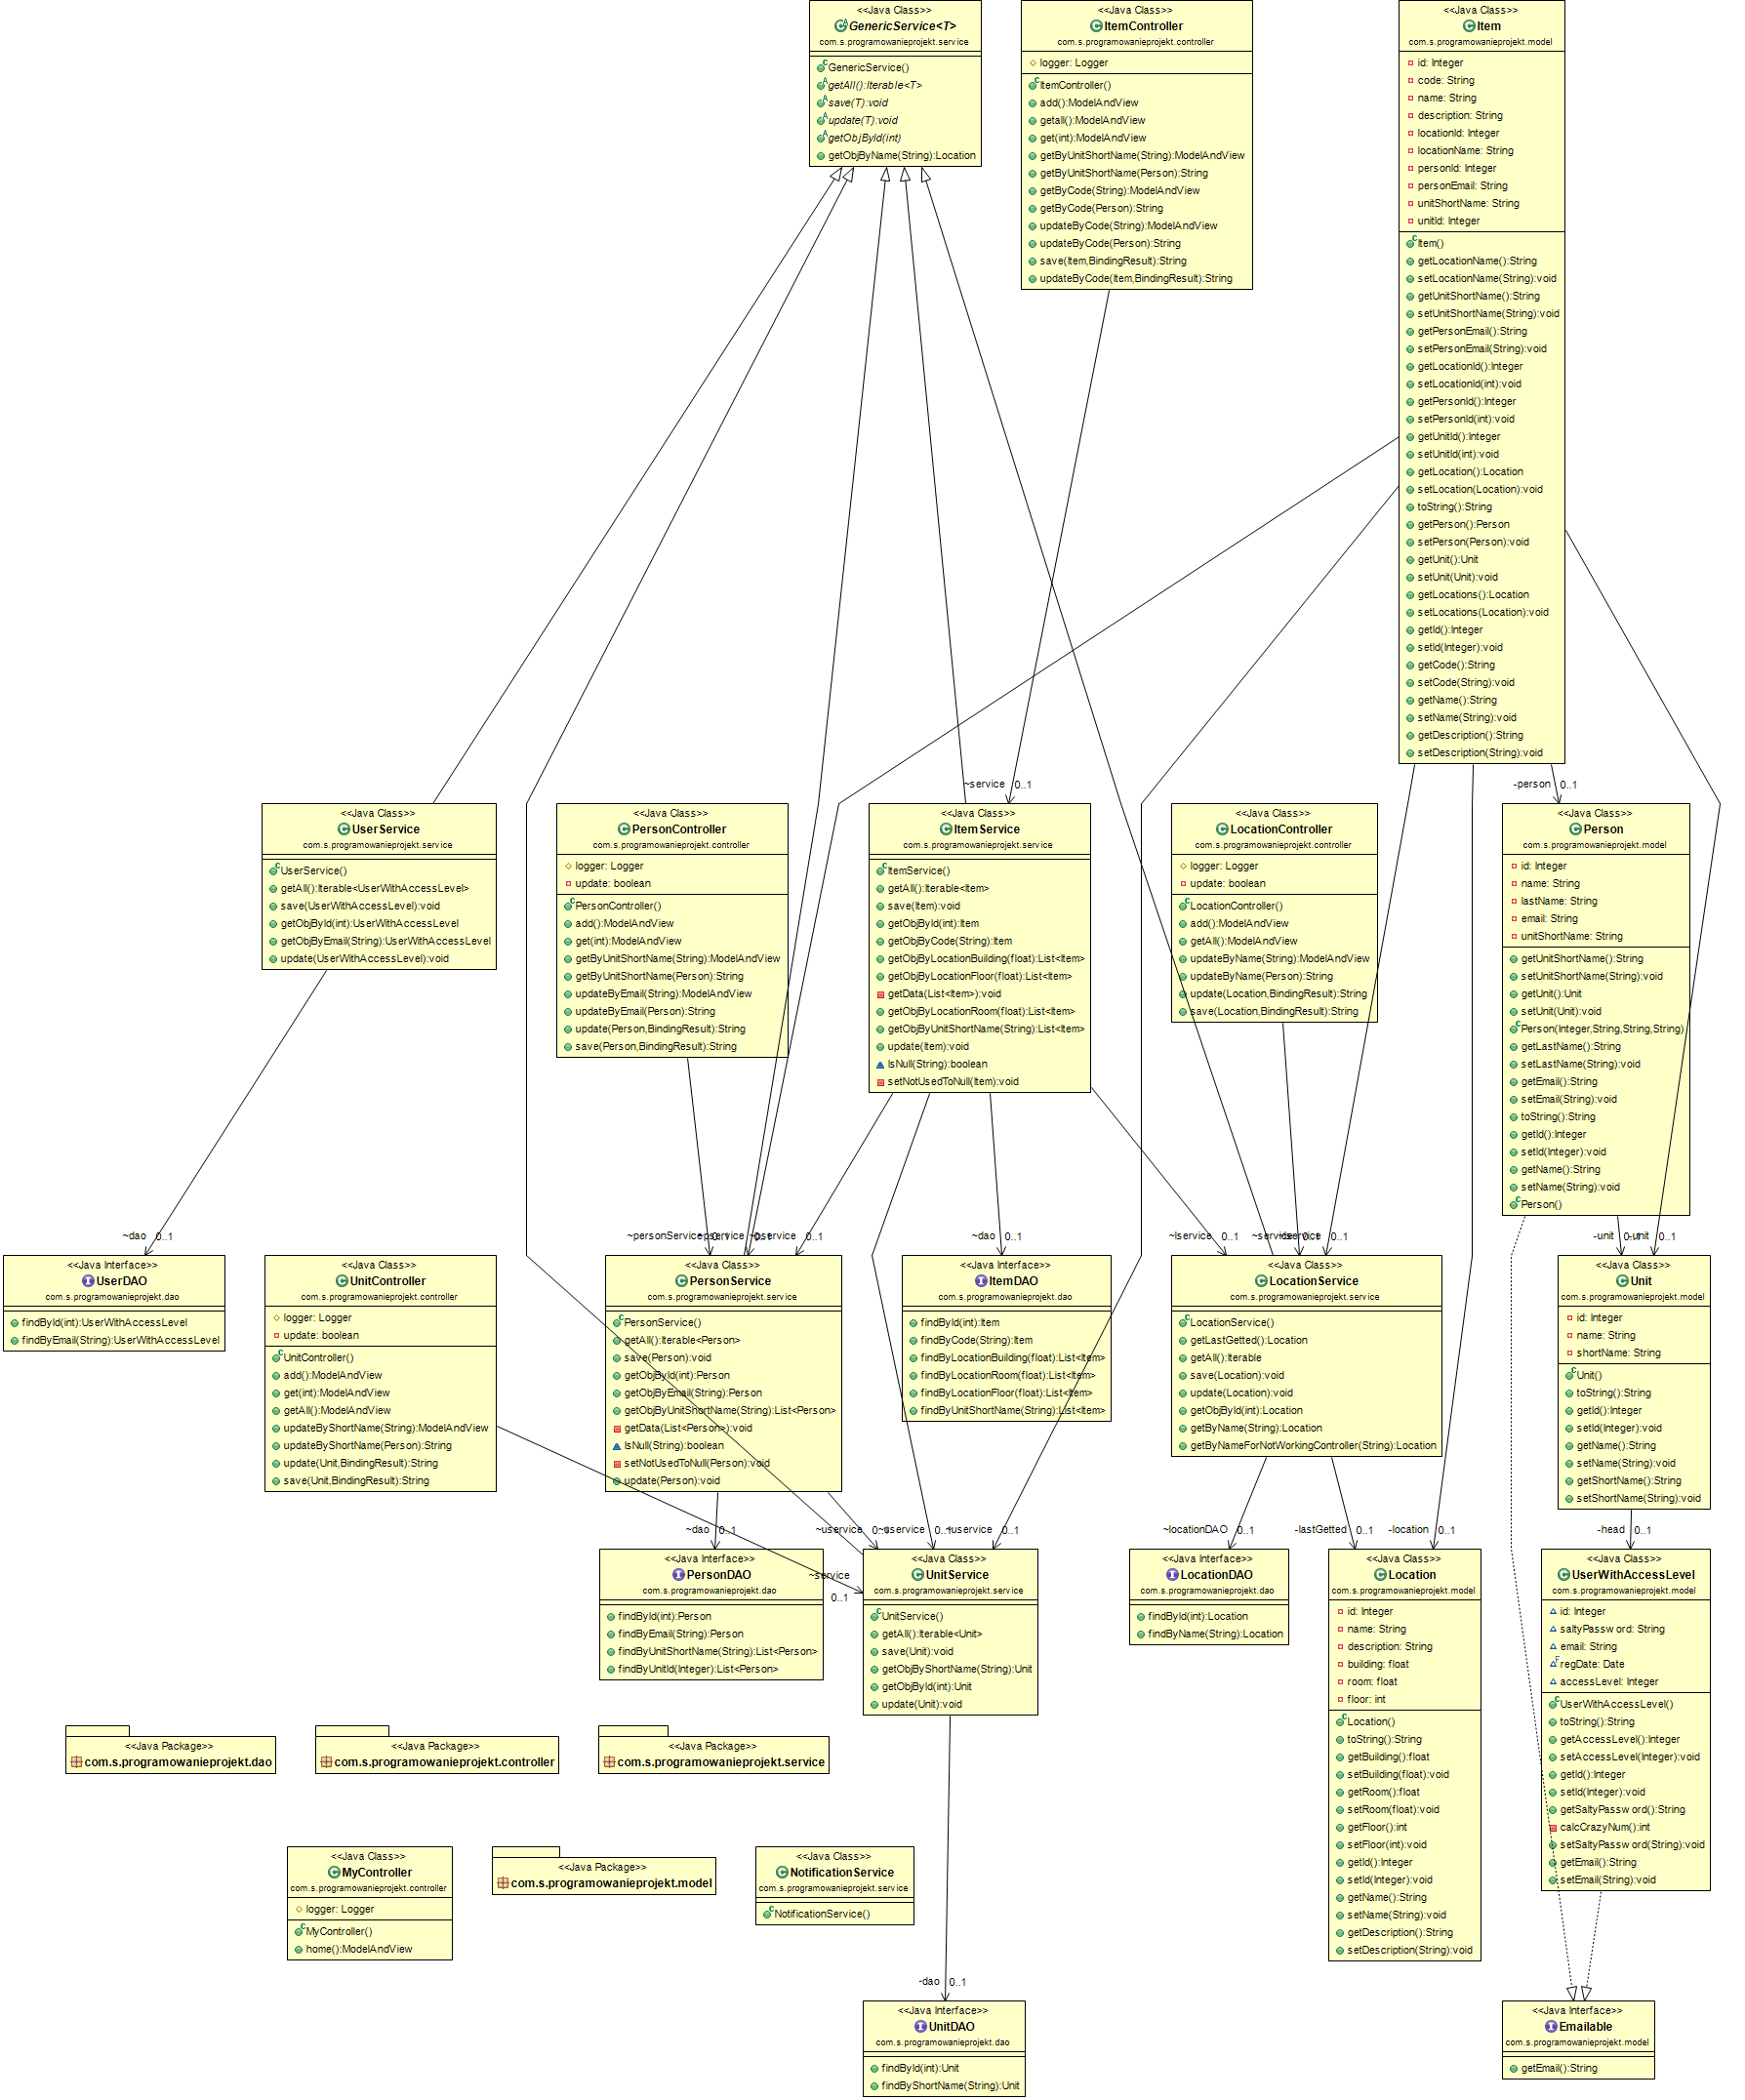 <<Java Class>>
GenericService<T>
com.s.programowanieprojekt.service
GenericService()
getAll():Iterable<T>
save(T):void
update(T):void
getObjById(int)
getObjByName(String):Location
<<Java Class>>
ItemController
com.s.programowanieprojekt.controller
logger: Logger
ItemController()
add():ModelAndView
getall():ModelAndView
get(int):ModelAndView
getByUnitShortName(String):ModelAndView
getByUnitShortName(Person):String
getByCode(String):ModelAndView
getByCode(Person):String
updateByCode(String):ModelAndView
updateByCode(Person):String
save(Item,BindingResult):String
updateByCode(Item,BindingResult):String
<<Java Class>>
Item
com.s.programowanieprojekt.model
id: Integer
code: String
name: String
description: String
locationId: Integer
locationName: String
personId: Integer
personEmail: String
unitShortName: String
unitId: Integer
Item()
getLocationName():String
setLocationName(String):void
getUnitShortName():String
setUnitShortName(String):void
getPersonEmail():String
setPersonEmail(String):void
getLocationId():Integer
setLocationId(int):void
getPersonId():Integer
setPersonId(int):void
getUnitId():Integer
setUnitId(int):void
getLocation():Location
setLocation(Location):void
toString():String
getPerson():Person
setPerson(Person):void
getUnit():Unit
setUnit(Unit):void
getLocations():Location
setLocations(Location):void
getId():Integer
setId(Integer):void
getCode():String
setCode(String):void
getName():String
setName(String):void
getDescription():String
setDescription(String):void
~service 0..1
-person 0..1
<<Java Class>>
UserService
com.s.programowanieprojekt.service
UserService()
getAll():Iterable<UserWithAccessLevel>
save(UserWithAccessLevel):void
getObjById(int):UserWithAccessLevel
getObjByEmail(String):UserWithAccessLevel
update(UserWithAccessLevel):void
<<Java Class>>
PersonController
com.s.programowanieprojekt.controller
logger: Logger
update: boolean
PersonController()
add():ModelAndView
get(int):ModelAndView
getByUnitShortName(String):ModelAndView
getByUnitShortName(Person):String
updateByEmail(String):ModelAndView
updateByEmail(Person):String
update(Person,BindingResult):String
save(Person,BindingResult):String
<<Java Class>>
ItemService
com.s.programowanieprojekt.service
ItemService()
getAll():Iterable<Item>
save(Item):void
getObjById(int):Item
getObjByCode(String):Item
getObjByLocationBuilding(float):List<Item>
getObjByLocationFloor(float):List<Item>
getData(List<Item>):void
getObjByLocationRoom(float):List<Item>
getObjByUnitShortName(String):List<Item>
update(Item):void
IsNull(String):boolean
setNotUsedToNull(Item):void
<<Java Class>>
LocationController
com.s.programowanieprojekt.controller
logger: Logger
update: boolean
LocationController()
add():ModelAndView
getAll():ModelAndView
updateByName(String):ModelAndView
updateByName(Person):String
update(Location,BindingResult):String
save(Location,BindingResult):String
<<Java Class>>
Person
com.s.programowanieprojekt.model
id: Integer
name: String
lastName: String
email: String
unitShortName: String
getUnitShortName():String
setUnitShortName(String):void
getUnit():Unit
setUnit(Unit):void
Person(Integer,String,String,String)
getLastName():String
setLastName(String):void
getEmail():String
setEmail(String):void
toString():String
getId():Integer
setId(Integer):void
getName():String
setName(String):void
Person()
~dao 0..1
~personService
0..1
~dao 0..1
~lservice 0..1
0..1
-unit
0..1
<<Java Interface>>
UserDAO
com.s.programowanieprojekt.dao
findById(int):UserWithAccessLevel
findByEmail(String):UserWithAccessLevel
<<Java Class>>
UnitController
com.s.programowanieprojekt.controller
logger: Logger
update: boolean
UnitController()
add():ModelAndView
get(int):ModelAndView
getAll():ModelAndView
updateByShortName(String):ModelAndView
updateByShortName(Person):String
update(Unit,BindingResult):String
save(Unit,BindingResult):String
<<Java Class>>
PersonService
com.s.programowanieprojekt.service
PersonService()
getAll():Iterable<Person>
save(Person):void
getObjById(int):Person
getObjByEmail(String):Person
getObjByUnitShortName(String):List<Person>
getData(List<Person>):void
IsNull(String):boolean
setNotUsedToNull(Person):void
update(Person):void
<<Java Interface>>
ItemDAO
com.s.programowanieprojekt.dao
findById(int):Item
findByCode(String):Item
findByLocationBuilding(float):List<Item>
findByLocationRoom(float):List<Item>
findByLocationFloor(float):List<Item>
findByUnitShortName(String):List<Item>
<<Java Class>>
LocationService
com.s.programowanieprojekt.service
LocationService()
getLastGetted():Location
getAll():Iterable
save(Location):void
update(Location):void
getObjById(int):Location
getByName(String):Location
getByNameForNotWorkingController(String):Location
<<Java Class>>
Unit
com.s.programowanieprojekt.model
id: Integer
name: String
shortName: String
Unit()
toString():String
getId():Integer
setId(Integer):void
getName():String
setName(String):void
getShortName():String
setShortName(String):void
~dao 0..1
~uservice
0..1
~locationDAO 0..1
-lastGetted 0..1
-location 0..1
-head 0..1
<<Java Interface>>
PersonDAO
com.s.programowanieprojekt.dao
findById(int):Person
findByEmail(String):Person
findByUnitShortName(String):List<Person>
findByUnitId(Integer):List<Person>
~service
0..1
<<Java Class>>
UnitService
com.s.programowanieprojekt.service
UnitService()
getAll():Iterable<Unit>
save(Unit):void
getObjByShortName(String):Unit
getObjById(int):Unit
update(Unit):void
<<Java Interface>>
LocationDAO
com.s.programowanieprojekt.dao
findById(int):Location
findByName(String):Location
<<Java Class>>
Location
com.s.programowanieprojekt.model
id: Integer
name: String
description: String
building: float
room: float
floor: int
Location()
toString():String
getBuilding():float
setBuilding(float):void
getRoom():float
setRoom(float):void
getFloor():int
setFloor(int):void
getId():Integer
setId(Integer):void
getName():String
setName(String):void
getDescription():String
setDescription(String):void
<<Java Class>>
UserWithAccessLevel
com.s.programowanieprojekt.model
id: Integer
saltyPassword: String
email: String
regDate: Date
accessLevel: Integer
UserWithAccessLevel()
toString():String
getAccessLevel():Integer
setAccessLevel(Integer):void
getId():Integer
setId(Integer):void
getSaltyPassword():String
calcCrazyNum():int
setSaltyPassword(String):void
getEmail():String
setEmail(String):void
<<Java Package>>
com.s.programowanieprojekt.dao
<<Java Package>>
com.s.programowanieprojekt.controller
<<Java Package>>
com.s.programowanieprojekt.service
<<Java Class>>
MyController
com.s.programowanieprojekt.controller
logger: Logger
MyController()
home():ModelAndView
<<Java Package>>
com.s.programowanieprojekt.model
<<Java Class>>
NotificationService
com.s.programowanieprojekt.service
NotificationService()
-dao 0..1
<<Java Interface>>
UnitDAO
com.s.programowanieprojekt.dao
findById(int):Unit
findByShortName(String):Unit
<<Java Interface>>
Emailable
com.s.programowanieprojekt.model
getEmail():String